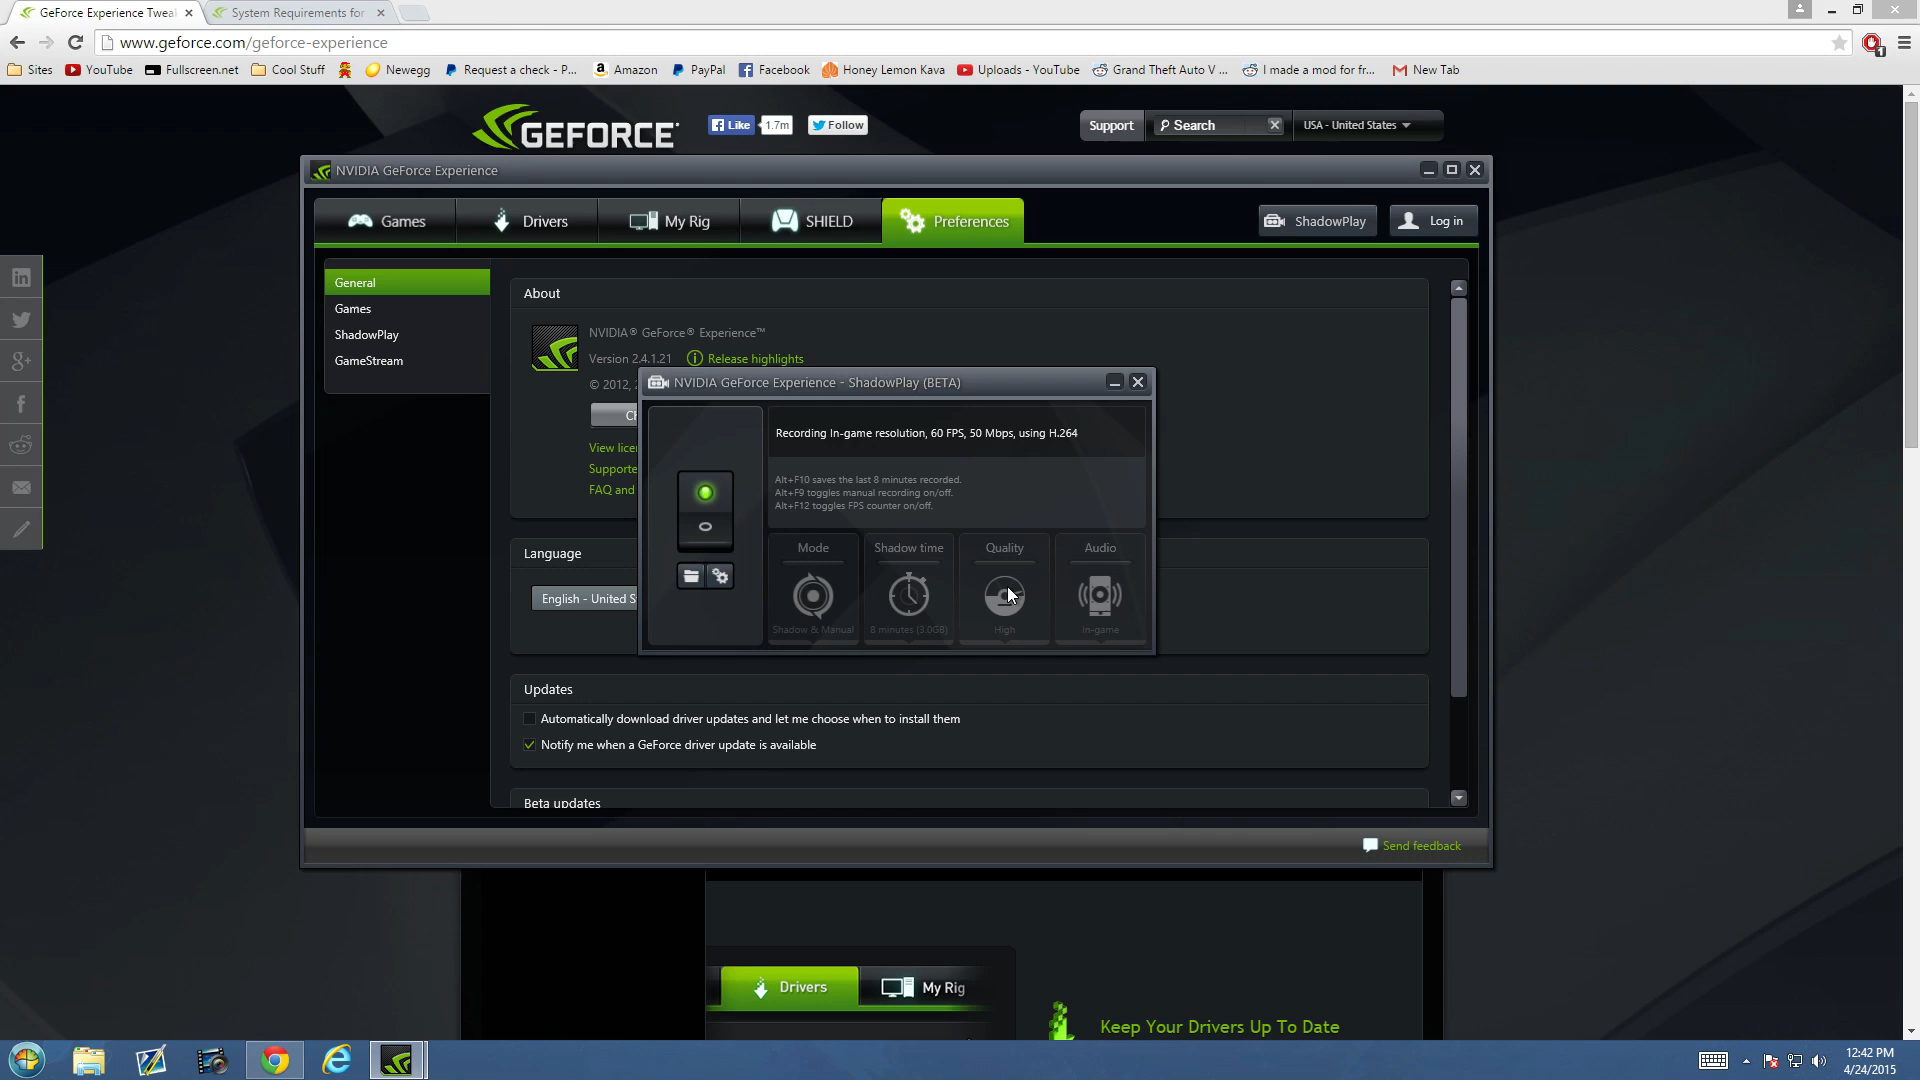 GeForce Experience Tweak
System Requirements for
www.geforce.com/geforce-experience
1
Sites
YouTube
Fullscreen.net
Cool Stuff
Newegg
Request a check - P...
Amazon
PayPal
Facebook
Honey Lemon Kava
Uploads - YouTube
Grand Theft Auto V ...
I made a mod for fr...
New Tab
GEFORCE
Like
1.7m
Follow
Support
Search
USA - United States
NVIDIA GeForce Experience
Games
Drivers
My Rig
SHIELD
Preferences
ShadowPlay
Log in
General
Games
ShadowPlay
GameStream
About
NVIDIA® GeForce® Experience™
Version 2.4.1.21
Release highlights
© 2012,
View lice
Supporte
FAQ and
NVIDIA GeForce Experience - ShadowPlay (BETA)
Recording In-game resolution, 60 FPS, 50 Mbps, using H.264
Alt+F10 saves the last 8 minutes recorded.
Alt+F9 toggles manual recording on/off.
Alt+F12 toggles FPS counter on/off.
Mode
Shadow time
Quality
Audio
Shadow & Manual
8 minutes (3.0GB)
High
In-game
Language
English - United S
Updates
Automatically download driver updates and let me choose when to install them
Notify me when a GeForce driver update is available
Beta updates
Send feedback
Drivers
My Rig
Keep Your Drivers Up To Date
12:42 PM
4/24/2015